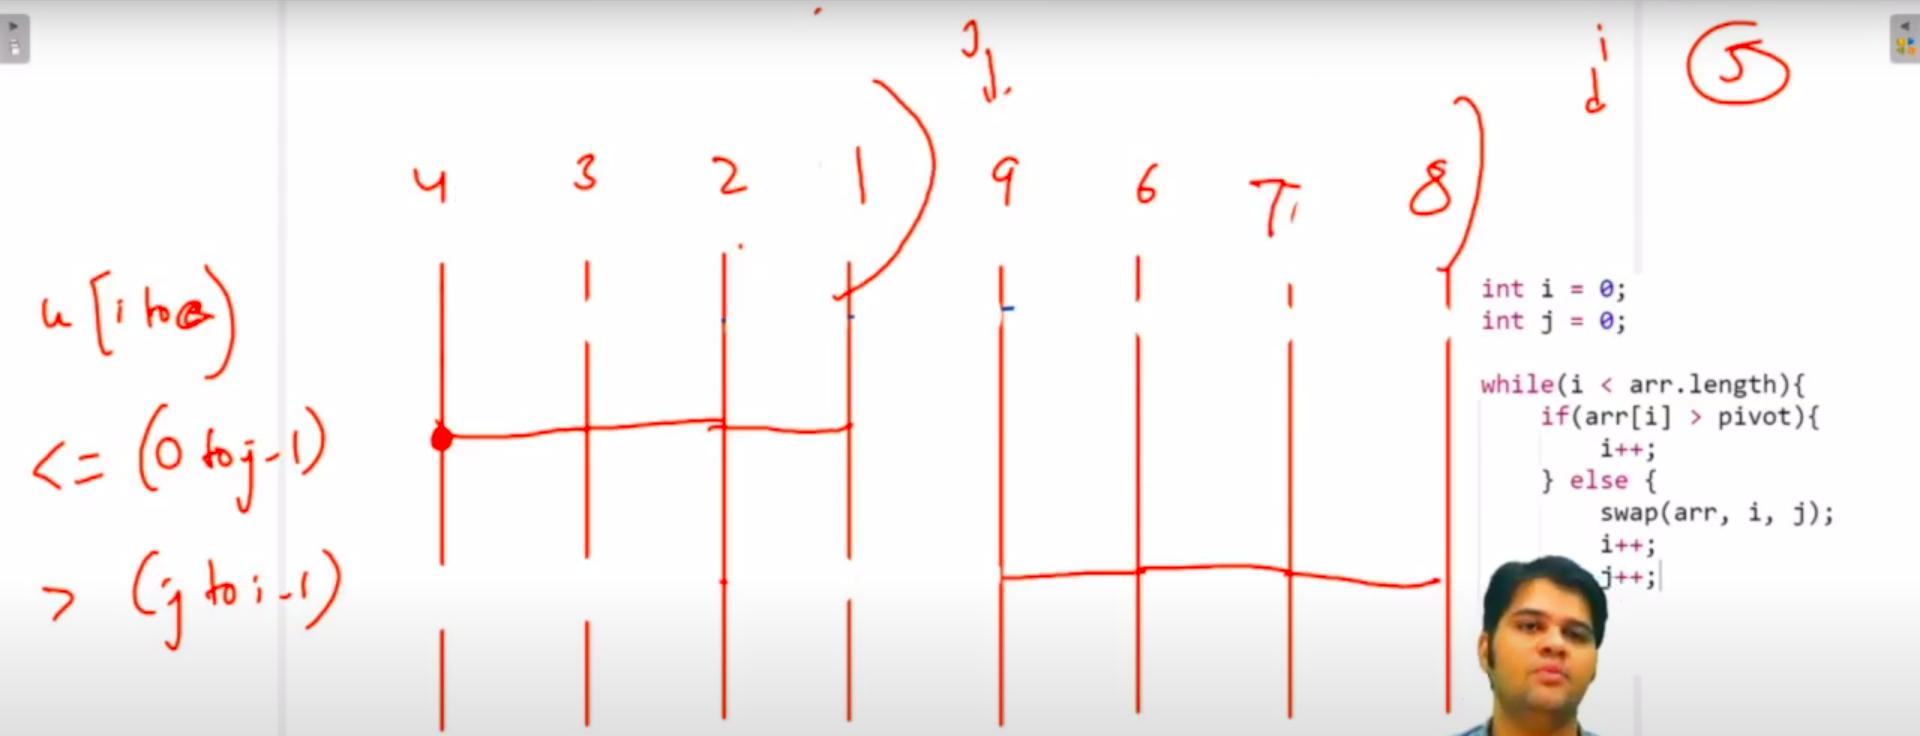 j
i
d
5
4 3 2 1 9 6 7 8
u [i to e)
<= (0 to j-1)
> (j to i-1)
int i = 0;
int j = 0;
while(i < arr.length){
if(arr[i] > pivot){
i++;
} else {
swap(arr, i, j);
i++;
j++;